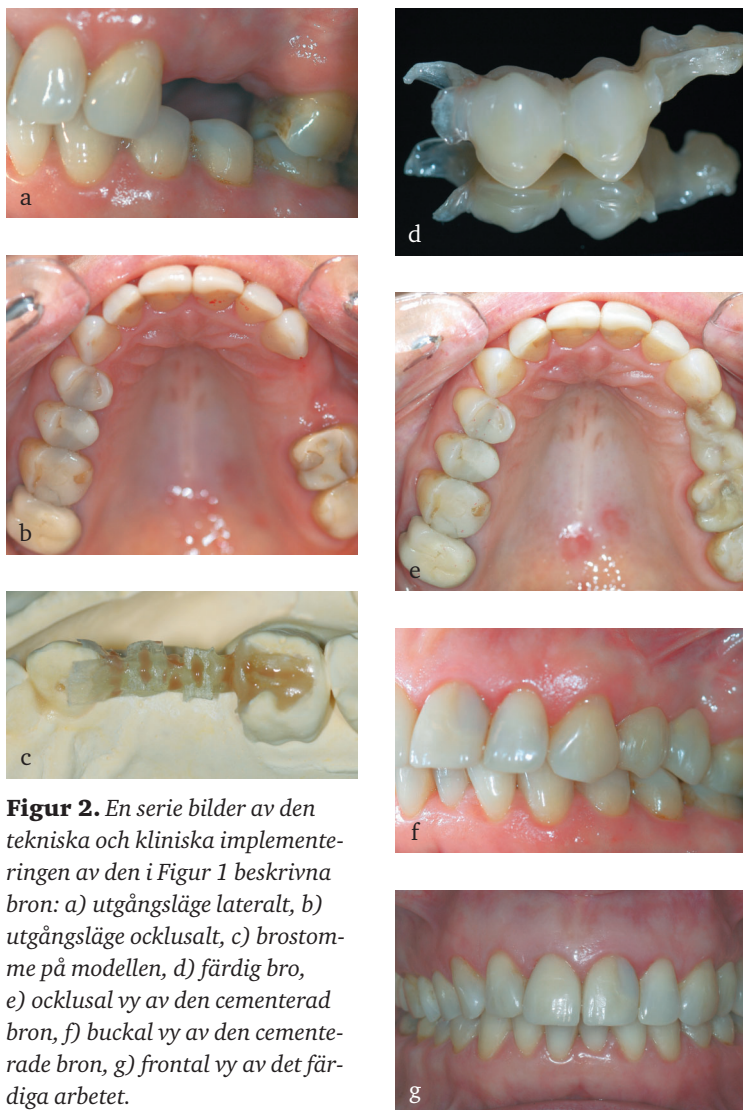 a
b
c
Figur 2. En serie bilder av den
tekniska och kliniska implemente-
ringen av den i Figur 1 beskrivna
bron: a) utgångsläge lateralt, b)
utgångsläge ocklusalt, c) brostom-
me på modellen, d) färdig bro,
e) ocklusal vy av den cementerad
bron, f) buckal vy av den cemente-
rade bron, g) frontal vy av det fär-
diga arbetet.
d
e
f
g